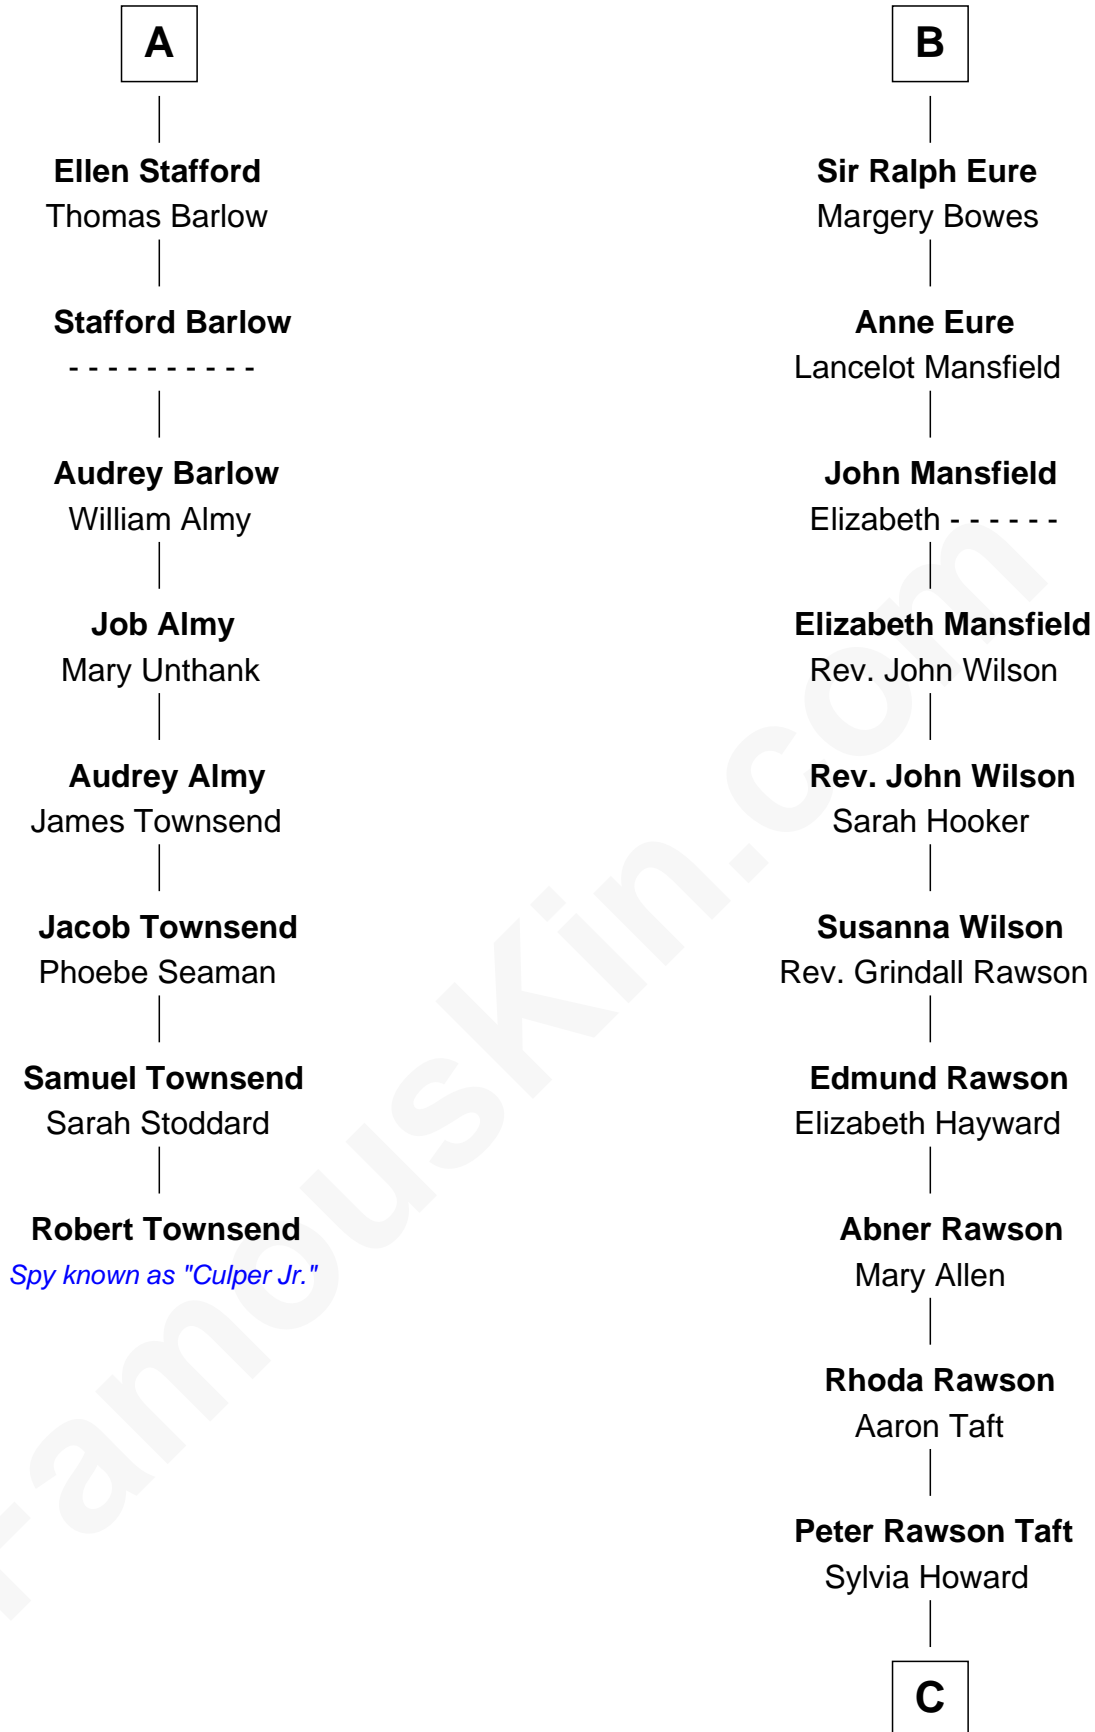 A
Ellen Stafford
Thomas Barlow
Stafford Barlow
- - - - - - - - - -
Audrey Barlow
William Almy
Job Almy
Mary Unthank
Audrey Almy
James Townsend
Jacob Townsend
Phoebe Seaman
Samuel Townsend
Sarah Stoddard
Robert Townsend
Spy known as "Culper Jr."
B
Sir Ralph Eure
Margery Bowes
Anne Eure
Lancelot Mansfield
John Mansfield
Elizabeth - - - - - -
Elizabeth Mansfield
Rev. John Wilson
Rev. John Wilson
Sarah Hooker
Susanna Wilson
Rev. Grindall Rawson
Edmund Rawson
Elizabeth Hayward
Abner Rawson
Mary Allen
Rhoda Rawson
Aaron Taft
Peter Rawson Taft
Sylvia Howard
C
FamousKin.com